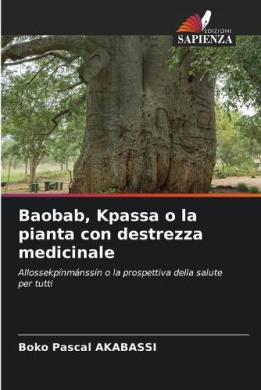 EDIZIONI
SAPIENZA
Baobab, Kpassa o la
pianta con destrezza
medicinale
Allossekpínmánssín o la prospettiva della salute
per tutti
Boko Pascal AKABASSI